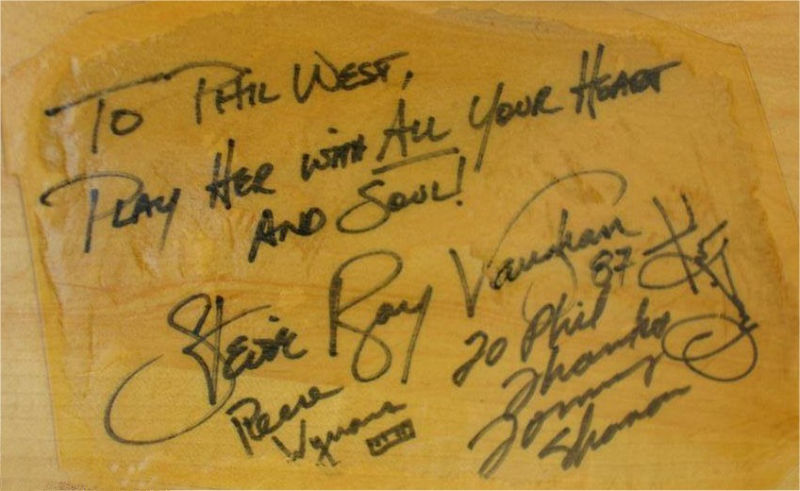 To Phil West,
Play Her with All Your Heart
and Soul!
Stevie Ray Vaughan
87
Reese
Wynans
To Phil
Thanks
Tommy
Shannon